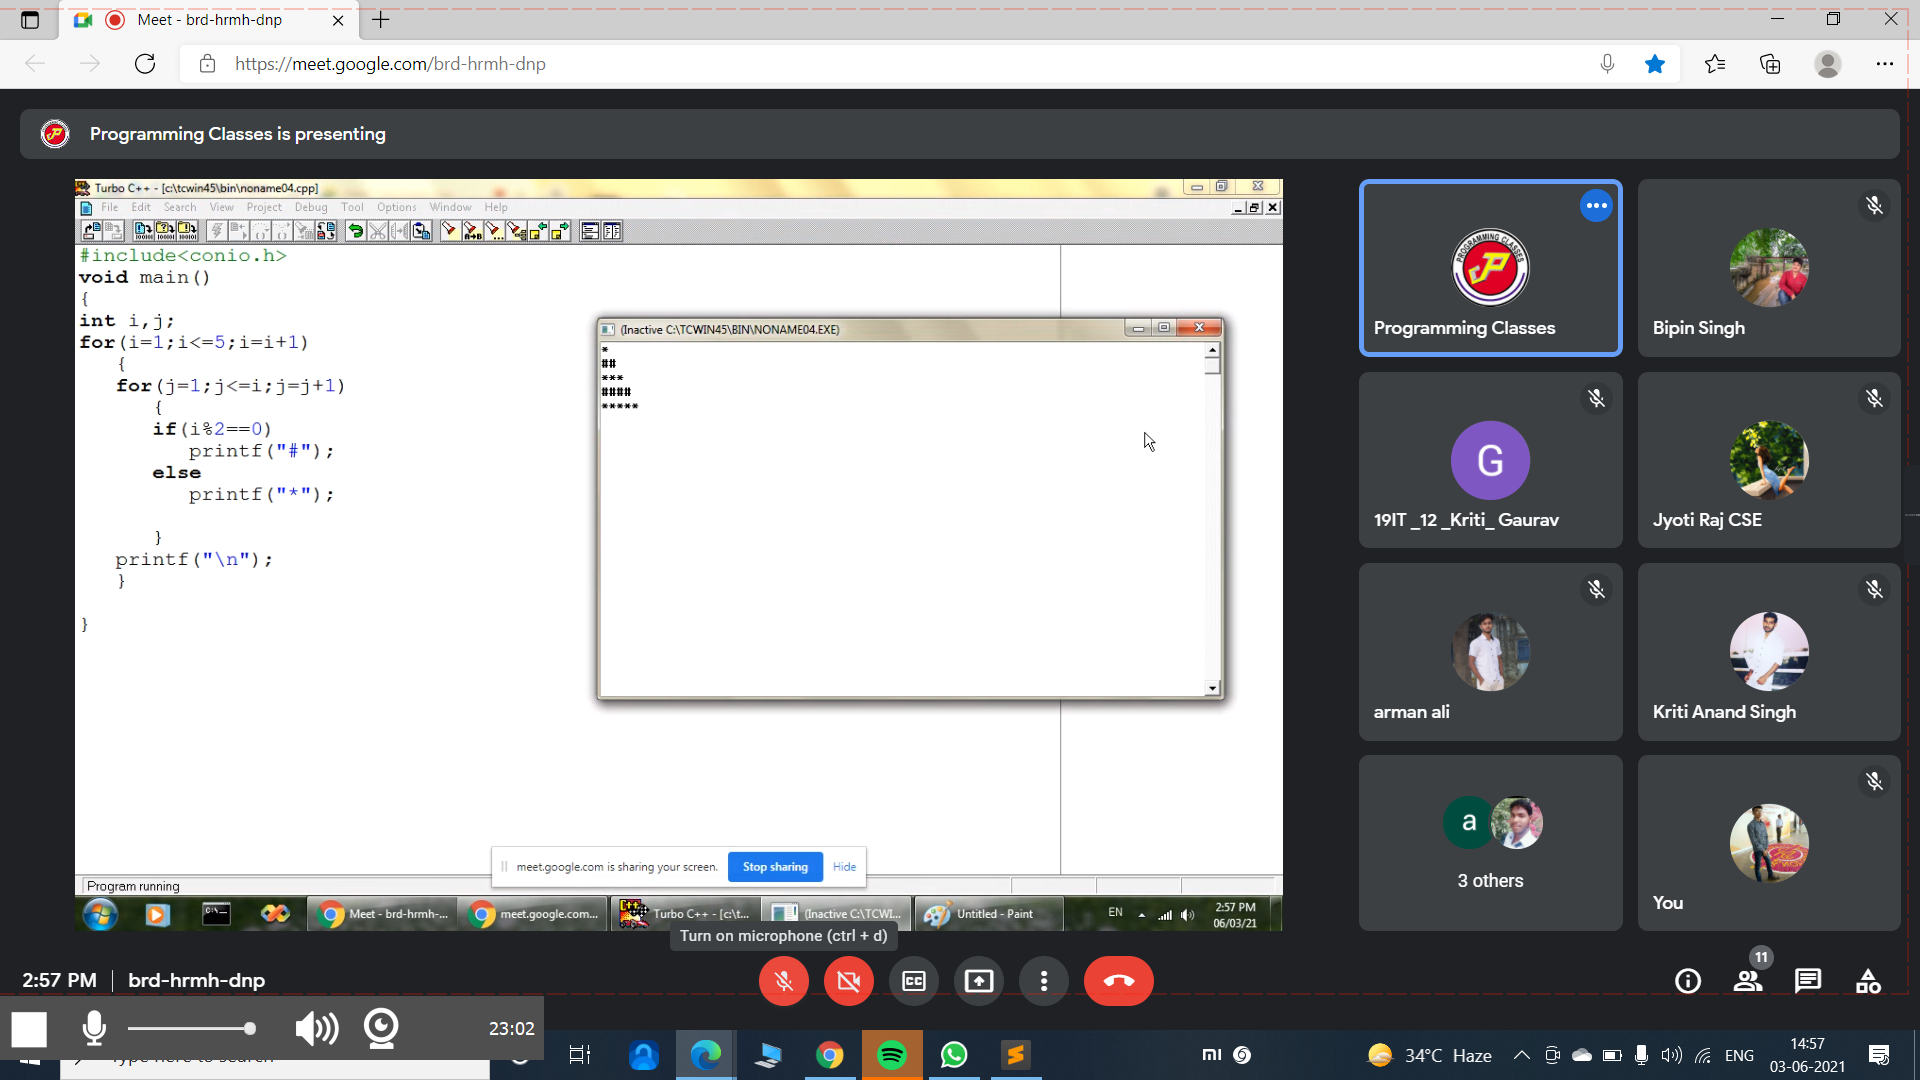 Meet - brd-hrmh-dnp
https://meet.google.com/brd-hrmh-dnp
Programming Classes is presenting
Turbo C++ - [c:\tcwin45\bin\noname04.cpp]
File Edit Search View Project Debug Tool Options Window Help
#include<conio.h>
void main()
{
int i,j;
for(i=1;i<=5;i=i+1)
{
for(j=1;j<=i;j=j+1)
{
if(i%2==0)
printf("#");
else
printf("*");
}
printf("\n");
}
}
(Inactive C:\TCWIN45\BIN\NONAME04.EXE)
*
##
***
####
*****
meet.google.com is sharing your screen.
Stop sharing
Hide
Program running
Meet - brd-hrmh-...
meet.google.com...
Turbo C++ - [c:\t...
(Inactive C:\TCWI...
Untitled - Paint
EN
2:57 PM
06/03/21
Turn on microphone (ctrl + d)
PROGRAMMING CLASSES
Programming Classes
Bipin Singh
G
19IT _12 _Kriti_ Gaurav
Jyoti Raj CSE
arman ali
Kriti Anand Singh
a
3 others
You
2:57 PM
brd-hrmh-dnp
11
23:02
Type here to search
34°C Haze
ENG
14:57
03-06-2021